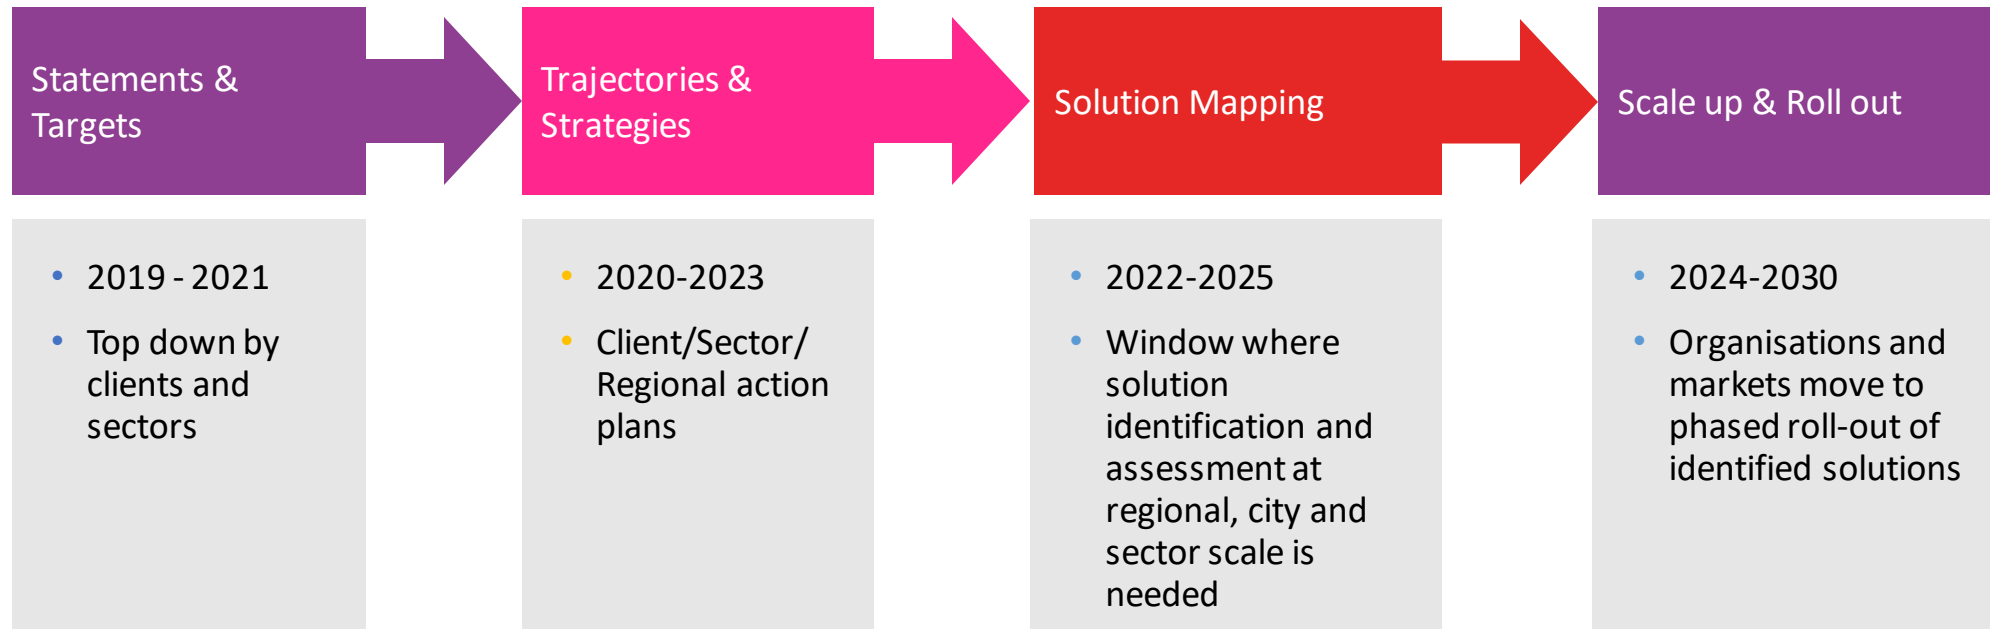 Statements &
Targets
Trajectories &
Strategies
Solution Mapping
Scale up & Roll out
• 2019 - 2021
• Top down by
clients and
sectors
• 2020-2023
• Client/Sector/
Regional action
plans
• 2022-2025
• Window where
solution
identification and
assessment at
regional, city and
sector scale is
needed
• 2024-2030
• Organisations and
markets move to
phased roll-out of
identified solutions